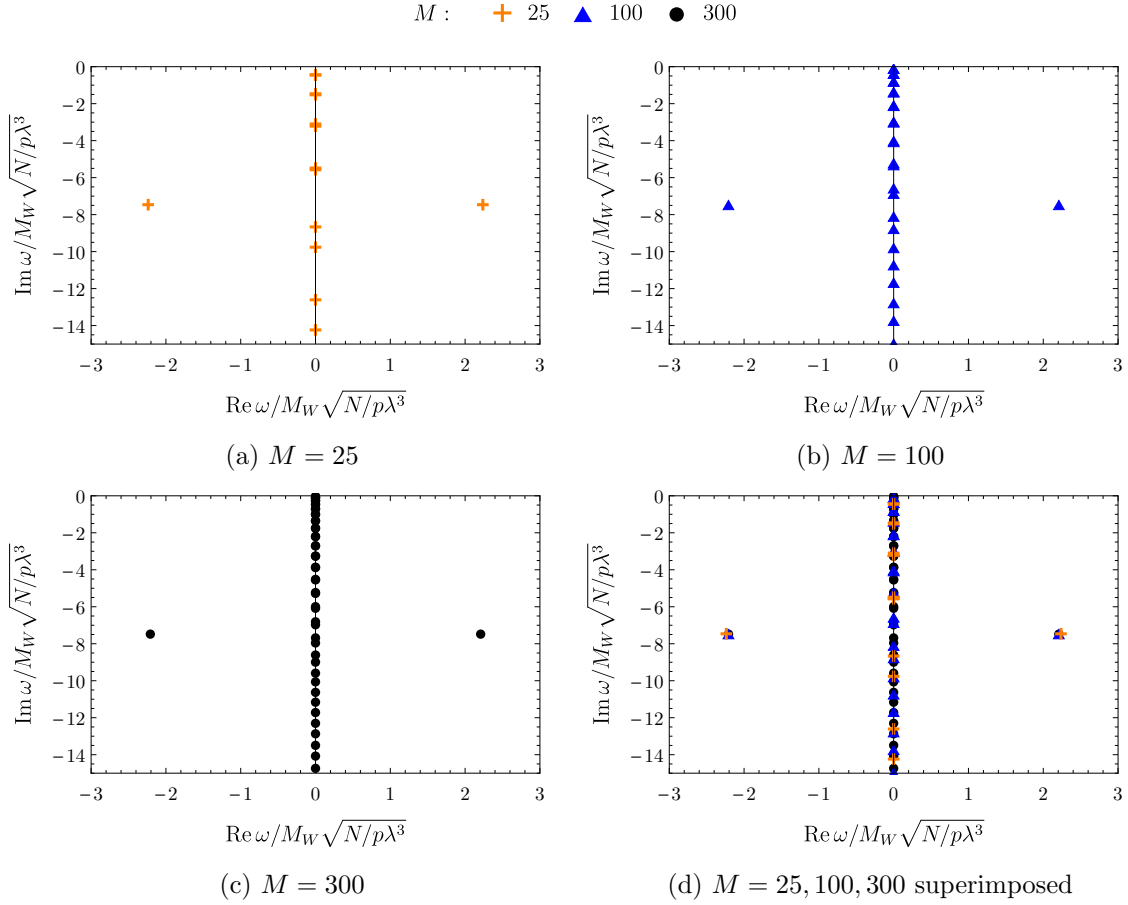 M : 25 100 300
0
−2
−4
−6
−8
−10
−12
−14
−3 −2 −1 0 1 2 3
Im ω/M_W√(N/pλ³)
Re ω/M_W√(N/pλ³)
(a) M = 25
0
−2
−4
−6
−8
−10
−12
−14
−3 −2 −1 0 1 2 3
Im ω/M_W√(N/pλ³)
Re ω/M_W√(N/pλ³)
(b) M = 100
0
−2
−4
−6
−8
−10
−12
−14
−3 −2 −1 0 1 2 3
Im ω/M_W√(N/pλ³)
Re ω/M_W√(N/pλ³)
(c) M = 300
0
−2
−4
−6
−8
−10
−12
−14
−3 −2 −1 0 1 2 3
Im ω/M_W√(N/pλ³)
Re ω/M_W√(N/pλ³)
(d) M = 25, 100, 300 superimposed